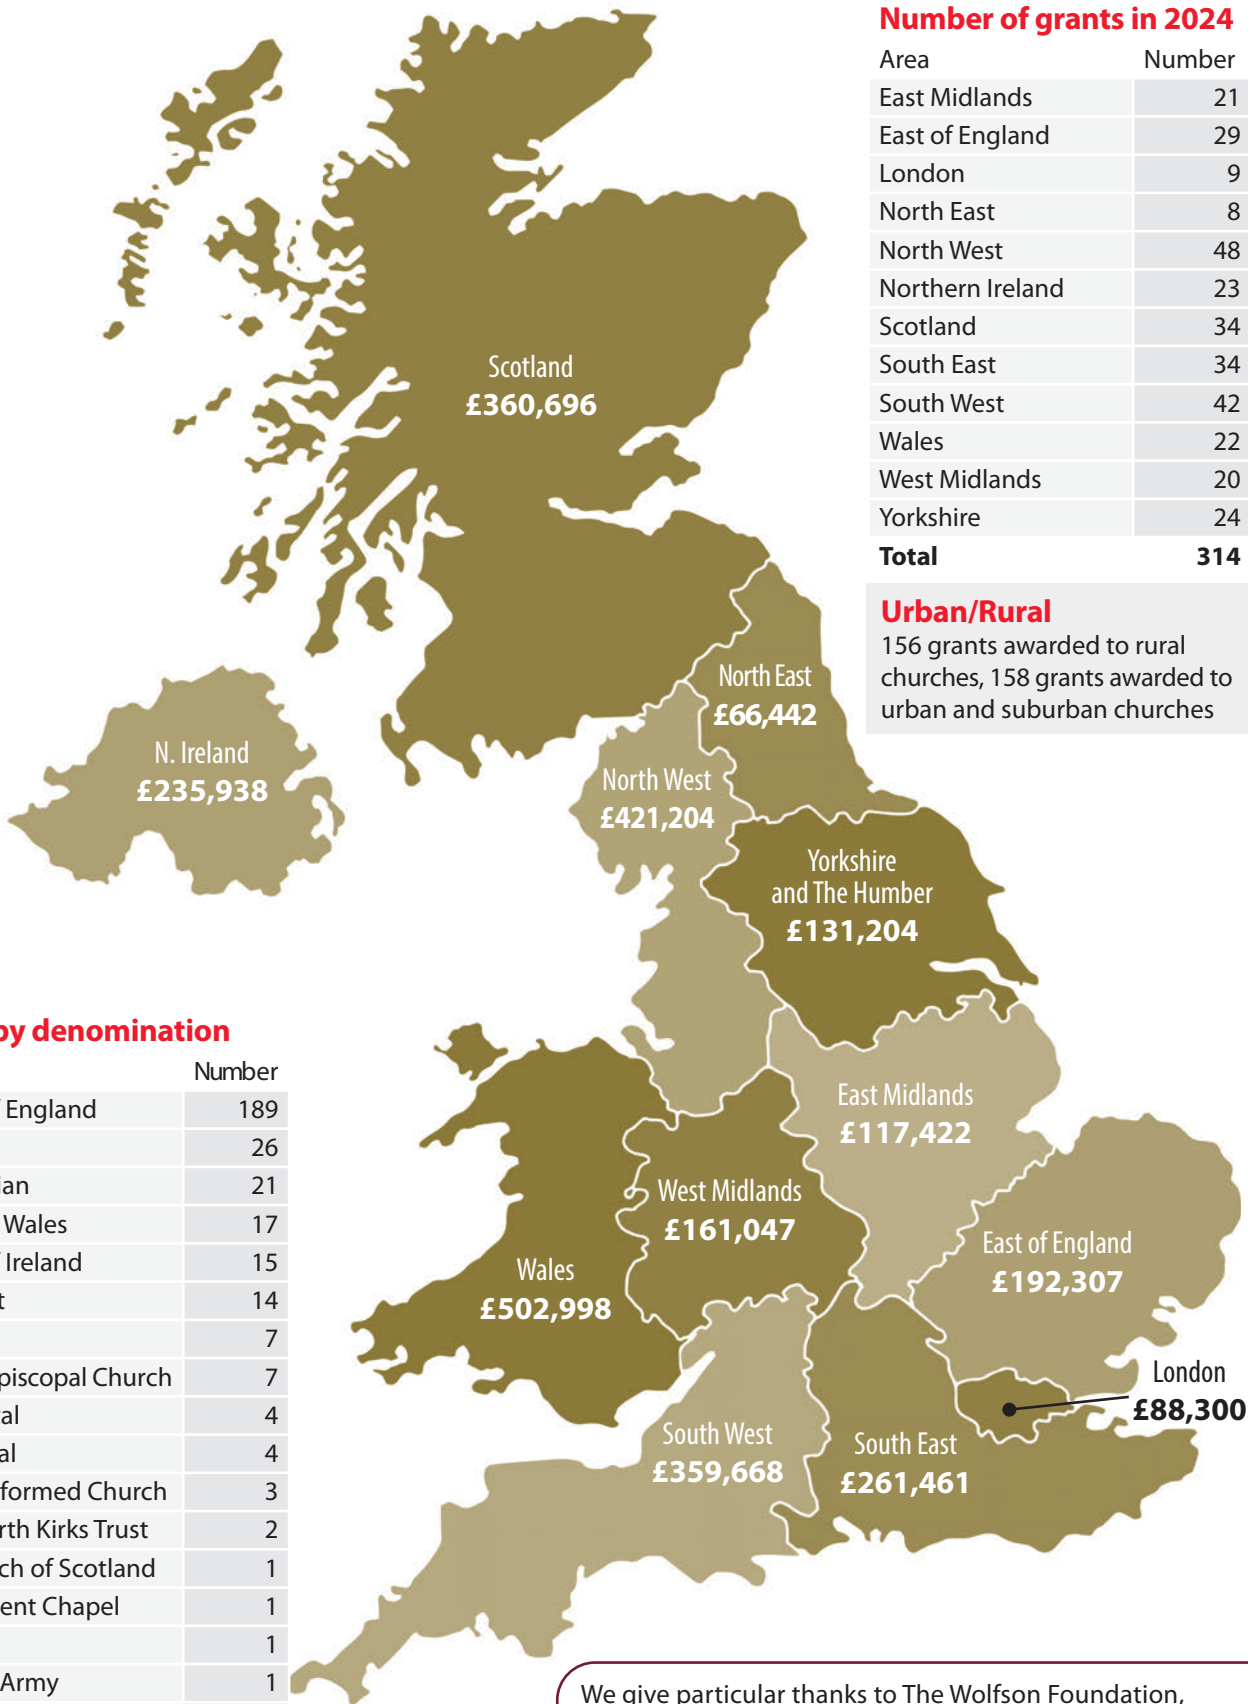 Number of grants in 2024
Area Number
East Midlands 21
East of England 29
London 9
North East 8
North West 48
Northern Ireland 23
Scotland 34
South East 34
South West 42
Wales 22
West Midlands 20
Yorkshire 24
Total 314
Urban/Rural
156 grants awarded to rural
churches, 158 grants awarded to
urban and suburban churches
Scotland
£360,696
North East
£66,442
N. Ireland
£235,938
North West
£421,204
Yorkshire
and The Humber
£131,204
East Midlands
£117,422
West Midlands
£161,047
Wales
£502,998
East of England
£192,307
London
£88,300
South West
£359,668
South East
£261,461
by denomination
Number
England 189
26
ian 21
Wales 17
Ireland 15
t 14
7
piscopal Church 7
al 4
al 4
formed Church 3
rth Kirks Trust 2
ch of Scotland 1
ent Chapel 1
1
Army 1
We give particular thanks to The Wolfson Foundation,